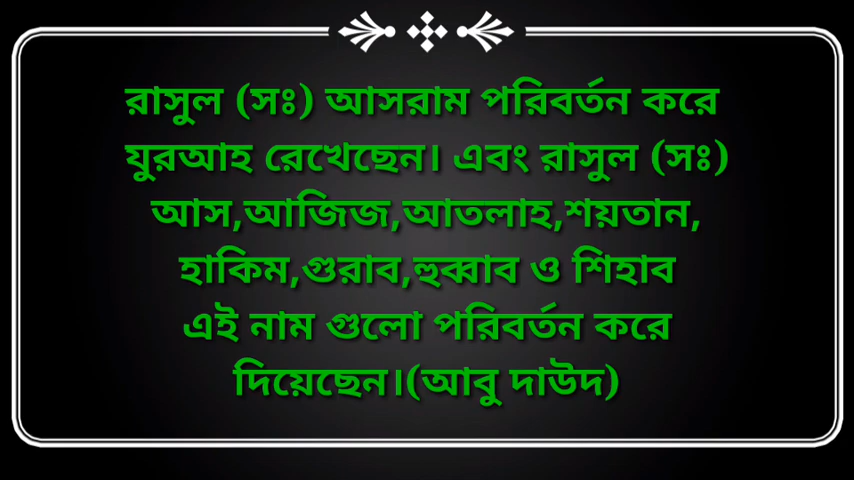 রাসুল (সঃ) আসরাম পরিবর্তন করে
যুরআহ রেখেছেন। এবং রাসুল (সঃ)
আস,আজিজ,আতলাহ,শয়তান,
হাকিম,গুরাব,হুব্বাব ও শিহাব
এই নাম গুলো পরিবর্তন করে
দিয়েছেন।(আবু দাউদ)